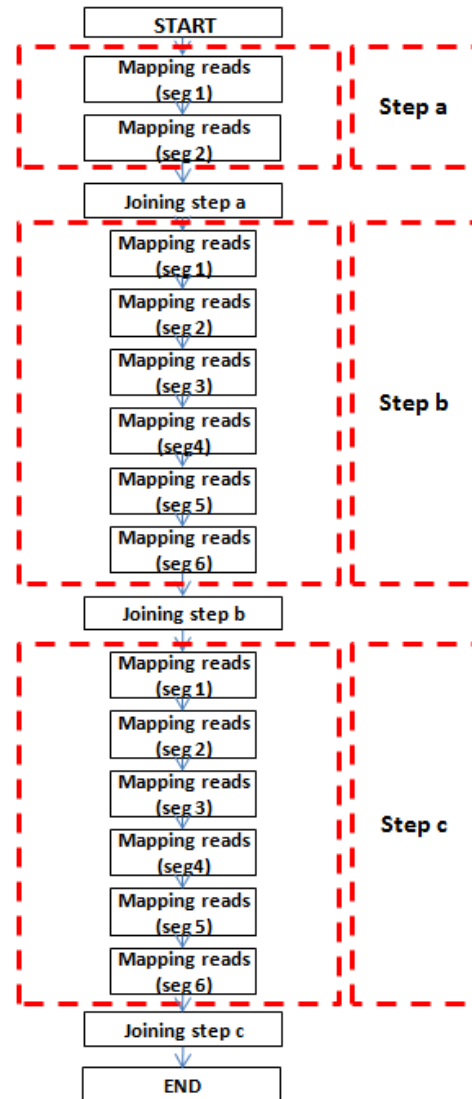 START
Mapping reads
(seg 1)
Step a
Mapping reads
(seg 2)
Joining step a
Mapping reads
(seg 1)
Mapping reads
(seg 2)
Mapping reads
(seg 3)
Step b
Mapping reads
(seg4)
Mapping reads
(seg 5)
Mapping reads
(seg 6)
Joining step b
Mapping reads
(seg 1)
Mapping reads
(seg 2)
Mapping reads
(seg 3)
Step c
Mapping reads
(seg4)
Mapping reads
(seg 5)
Mapping reads
(seg 6)
Joining step c
END